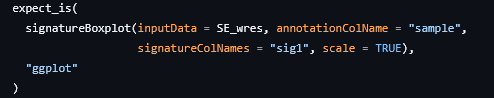 expect_is(
signatureBoxplot(inputData = SE_wres, annotationColName = "sample",
signatureColNames = "sig1", scale = TRUE),
"ggplot"
)